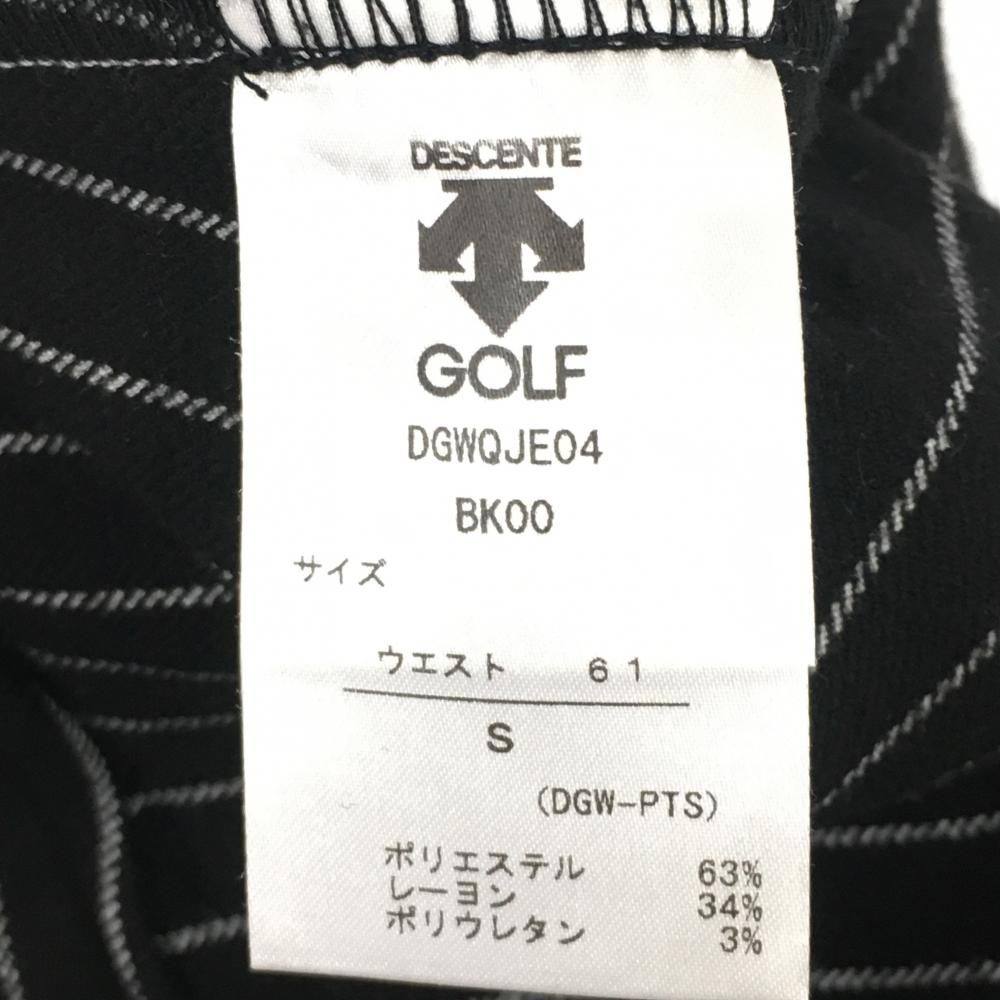 DESCENTE
GOLF
DGWQJE04
BK00
サイズ
ウエスト 61
S
(DGW-PTS)
ポリエステル 63%
レーヨン 34%
ポリウレタン 3%